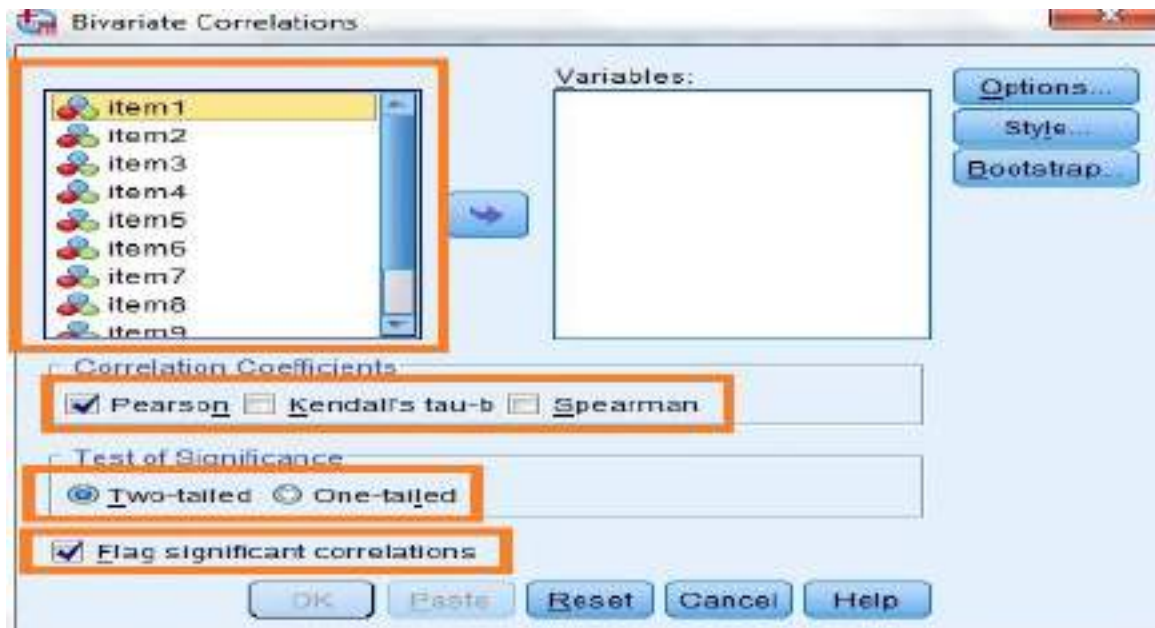 Bivariate Correlations
Variables:
item1
item2
item3
item4
item5
item6
item7
item8
item9
Options...
Style...
Bootstrap...
Correlation Coefficients
Pearson Kendall's tau-b Spearman
Test of Significance
Two-tailed One-tailed
Flag significant correlations
OK Paste Reset Cancel Help